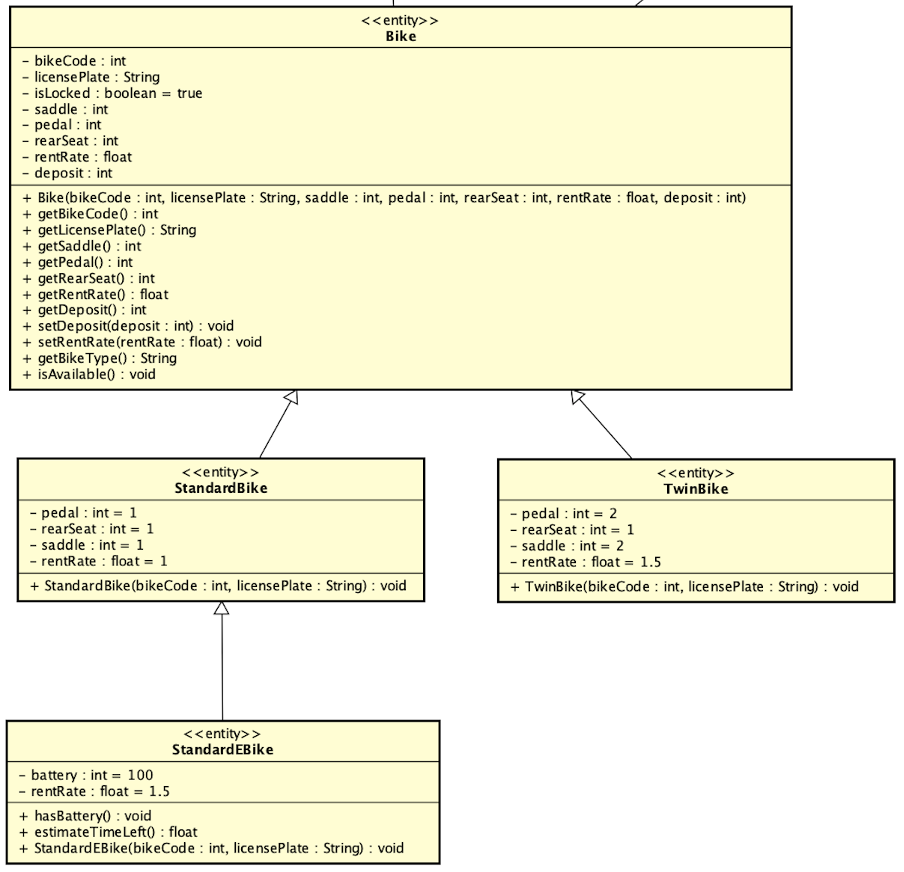 <<entity>>
Bike
– bikeCode : int
– licensePlate : String
– isLocked : boolean = true
– saddle : int
– pedal : int
– rearSeat : int
– rentRate : float
– deposit : int
+ Bike(bikeCode : int, licensePlate : String, saddle : int, pedal : int, rearSeat : int, rentRate : float, deposit : int)
+ getBikeCode() : int
+ getLicensePlate() : String
+ getSaddle() : int
+ getPedal() : int
+ getRearSeat() : int
+ getRentRate() : float
+ getDeposit() : int
+ setDeposit(deposit : int) : void
+ setRentRate(rentRate : float) : void
+ getBikeType() : String
+ isAvailable() : void
<<entity>>
StandardBike
– pedal : int = 1
– rearSeat : int = 1
– saddle : int = 1
– rentRate : float = 1
+ StandardBike(bikeCode : int, licensePlate : String) : void
<<entity>>
TwinBike
– pedal : int = 2
– rearSeat : int = 1
– saddle : int = 2
– rentRate : float = 1.5
+ TwinBike(bikeCode : int, licensePlate : String) : void
<<entity>>
StandardEBike
– battery : int = 100
– rentRate : float = 1.5
+ hasBattery() : void
+ estimateTimeLeft() : float
+ StandardEBike(bikeCode : int, licensePlate : String) : void